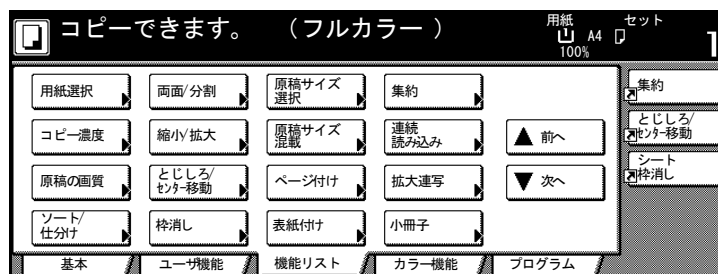 コピーできます。 （フルカラー ）
用紙
A4
100%
セット
1
用紙選択
両面/分割
原稿サイズ
選択
集約
コピー濃度
縮小/拡大
原稿サイズ
混載
連続
読み込み
前へ
原稿の画質
とじしろ/
センター移動
ページ付け
拡大連写
次へ
ソート/
仕分け
枠消し
表紙付け
小冊子
集約
とじしろ/
センター移動
シート
枠消し
基本
ユーザ機能
機能リスト
カラー機能
プログラム